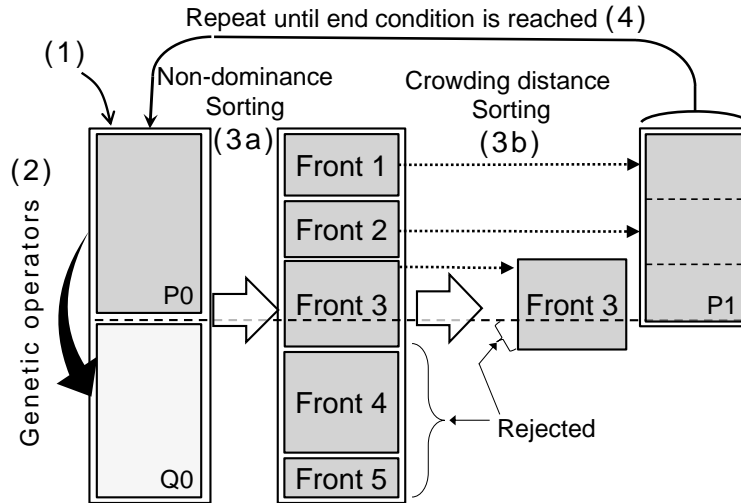 Repeat until end condition is reached (4)
(1)
Non-dominance
Sorting
(3a)
Crowding distance
Sorting
(3b)
(2)
Genetic operators
P0
Q0
Front 1
Front 2
Front 3
Front 4
Front 5
Front 3
Rejected
P1